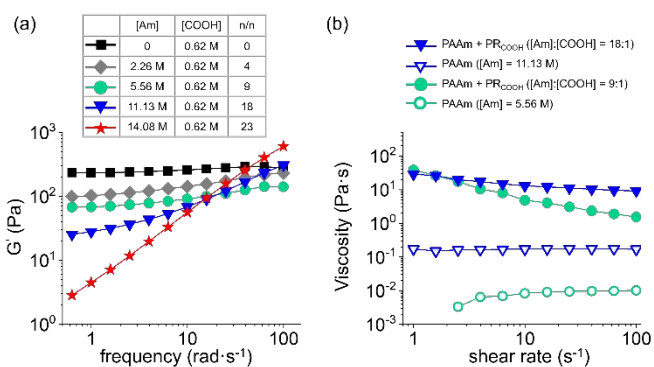 (a)
[Am] [COOH] n/n
0 0.62 M 0
2.26 M 0.62 M 4
5.56 M 0.62 M 9
11.13 M 0.62 M 18
14.08 M 0.62 M 23
10³
10²
10¹
10⁰
G' (Pa)
1 10 100
frequency (rad·s⁻¹)
(b)
PAAm + PR_COOH ([Am]:[COOH] = 18:1)
PAAm ([Am] = 11.13 M)
PAAm + PR_COOH ([Am]:[COOH] = 9:1)
PAAm ([Am] = 5.56 M)
10²
10¹
10⁰
10⁻¹
10⁻²
10⁻³
Viscosity (Pa·s)
1 10 100
shear rate (s⁻¹)